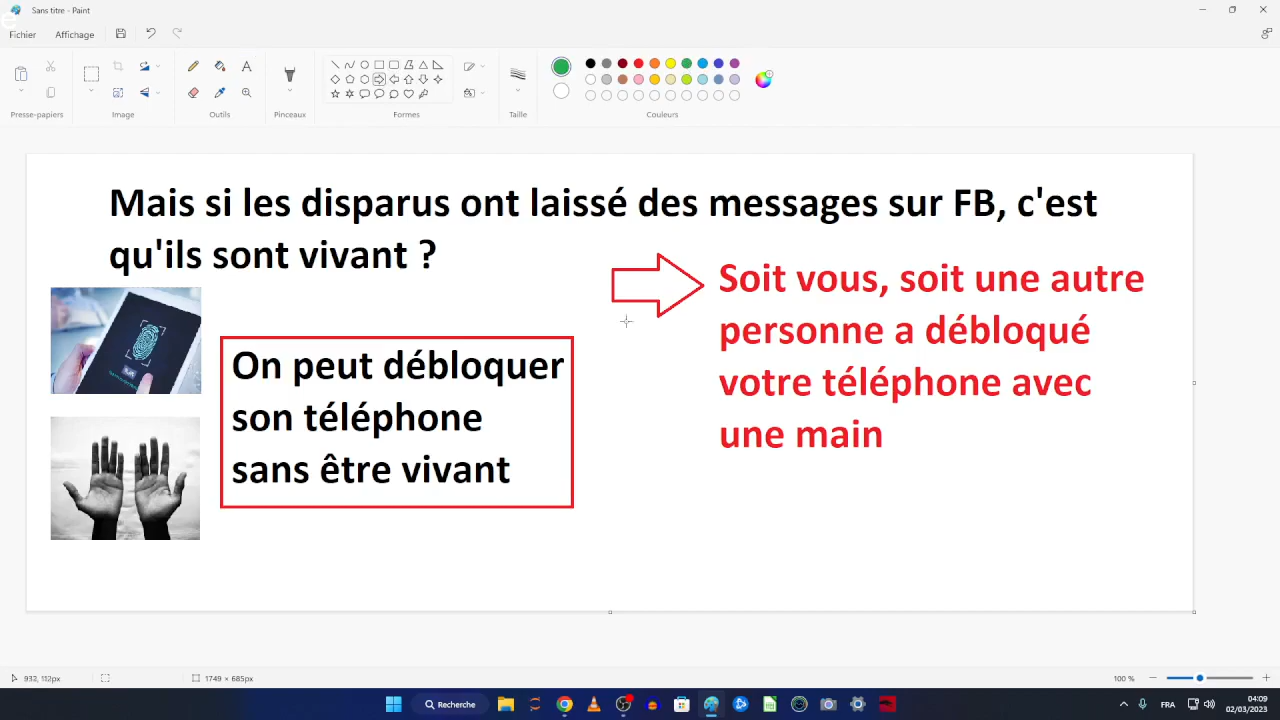 Sans titre - Paint
Fichier
Affichage
Presse-papiers
Image
Outils
Pinceaux
Formes
Taille
Couleurs
Mais si les disparus ont laissé des messages sur FB, c'est
qu'ils sont vivant ?
Soit vous, soit une autre
personne a débloqué
votre téléphone avec
une main
On peut débloquer
son téléphone
sans être vivant
932, 112px
1749 × 685px
100 %
Recherche
FRA
04:09
02/03/2023